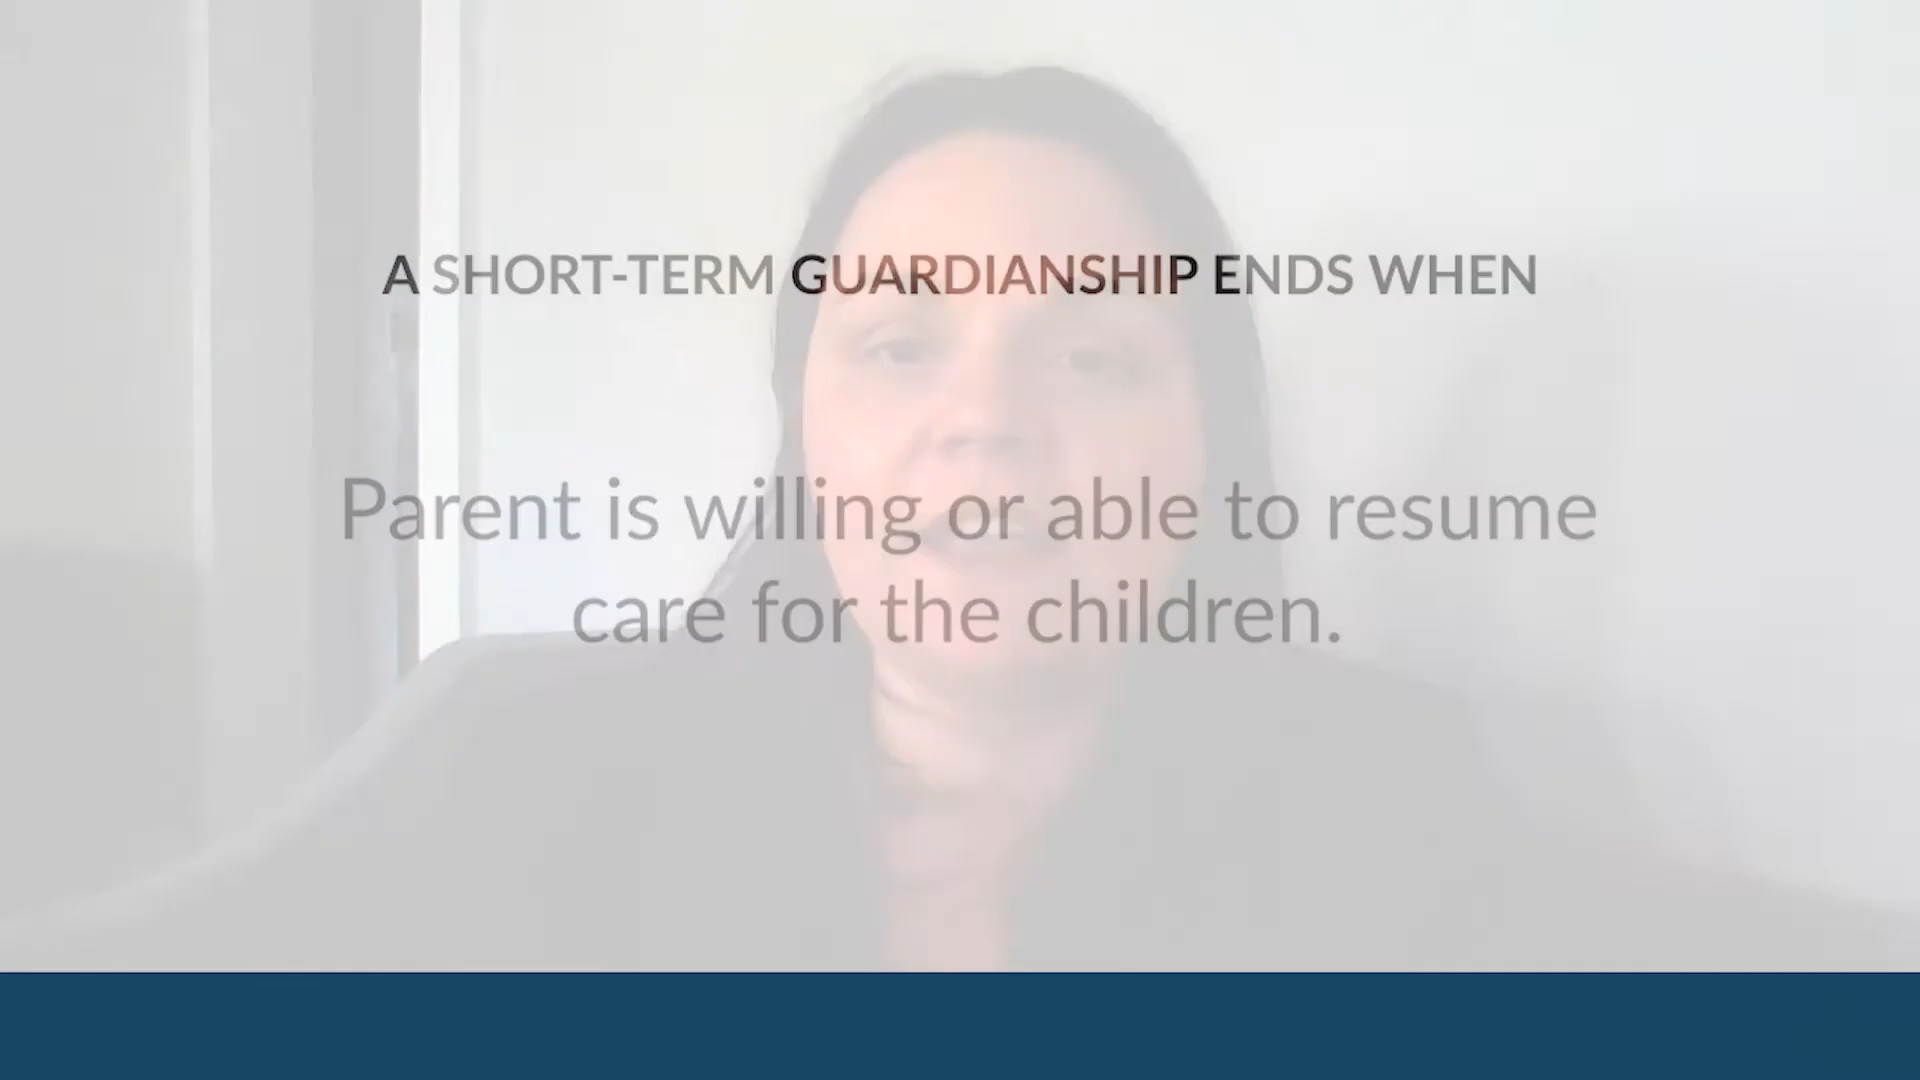 A SHORT-TERM GUARDIANSHIP ENDS WHEN
Parent is willing or able to resume
care for the children.